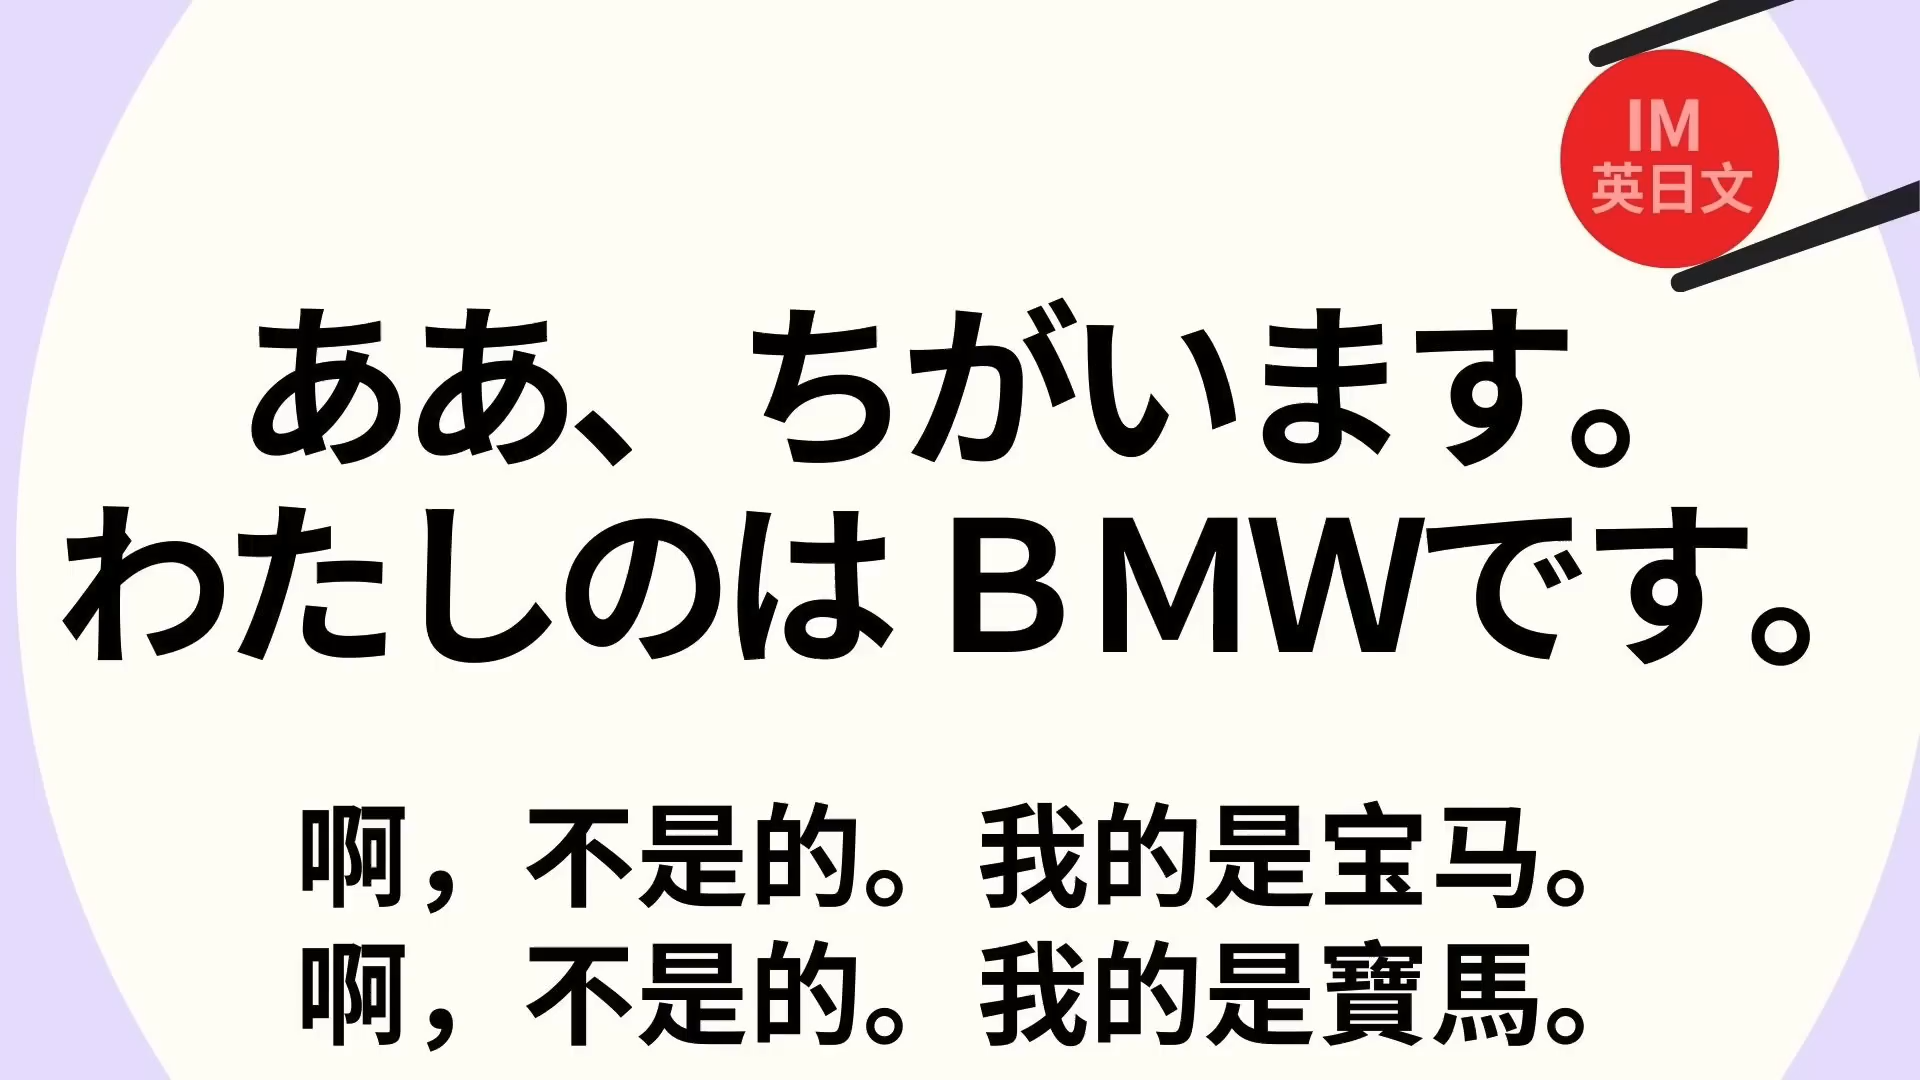 IM
英日文
ああ、ちがいます。
わたしのは ＢＭＷです。
啊，不是的。我的是宝马。
啊，不是的。我的是寶馬。